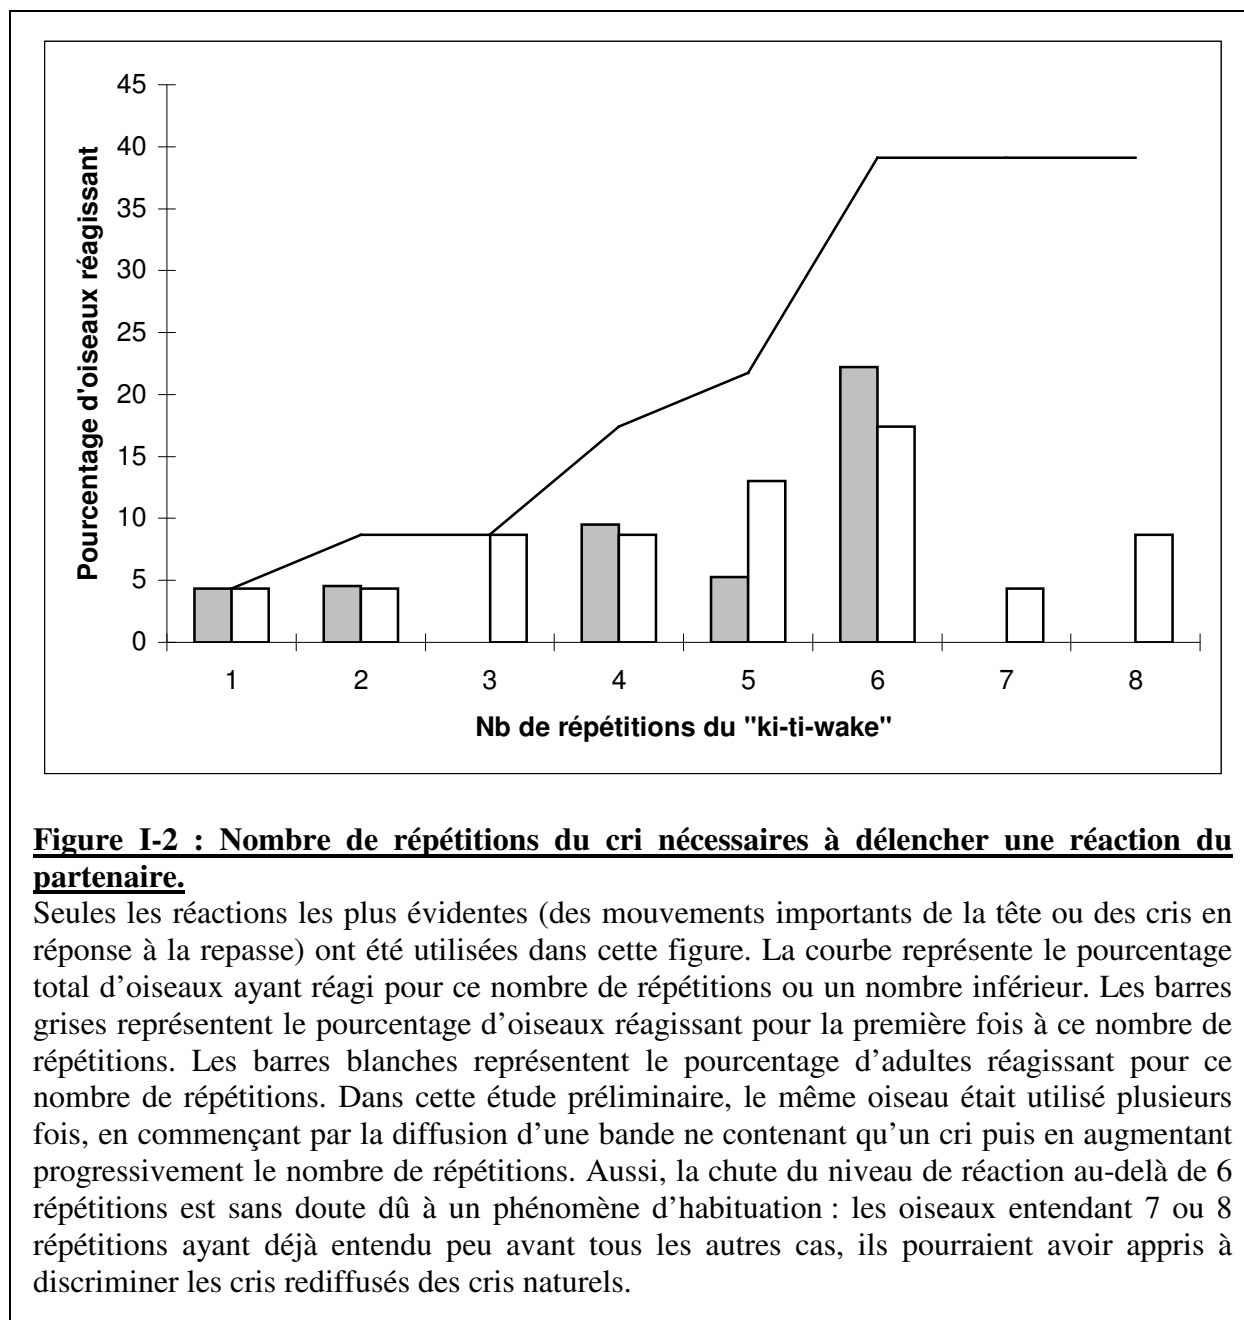 45
40
35
30
25
20
15
10
5
0
Pourcentage d'oiseaux réagissant
1 2 3 4 5 6 7 8
Nb de répétitions du "ki-ti-wake"
Figure I-2 : Nombre de répétitions du cri nécessaires à délencher une réaction du
partenaire.
Seules les réactions les plus évidentes (des mouvements importants de la tête ou des cris en
réponse à la repasse) ont été utilisées dans cette figure. La courbe représente le pourcentage
total d’oiseaux ayant réagi pour ce nombre de répétitions ou un nombre inférieur. Les barres
grises représentent le pourcentage d’oiseaux réagissant pour la première fois à ce nombre de
répétitions. Les barres blanches représentent le pourcentage d’adultes réagissant pour ce
nombre de répétitions. Dans cette étude préliminaire, le même oiseau était utilisé plusieurs
fois, en commençant par la diffusion d’une bande ne contenant qu’un cri puis en augmentant
progressivement le nombre de répétitions. Aussi, la chute du niveau de réaction au-delà de 6
répétitions est sans doute dû à un phénomène d’habituation : les oiseaux entendant 7 ou 8
répétitions ayant déjà entendu peu avant tous les autres cas, ils pourraient avoir appris à
discriminer les cris rediffusés des cris naturels.